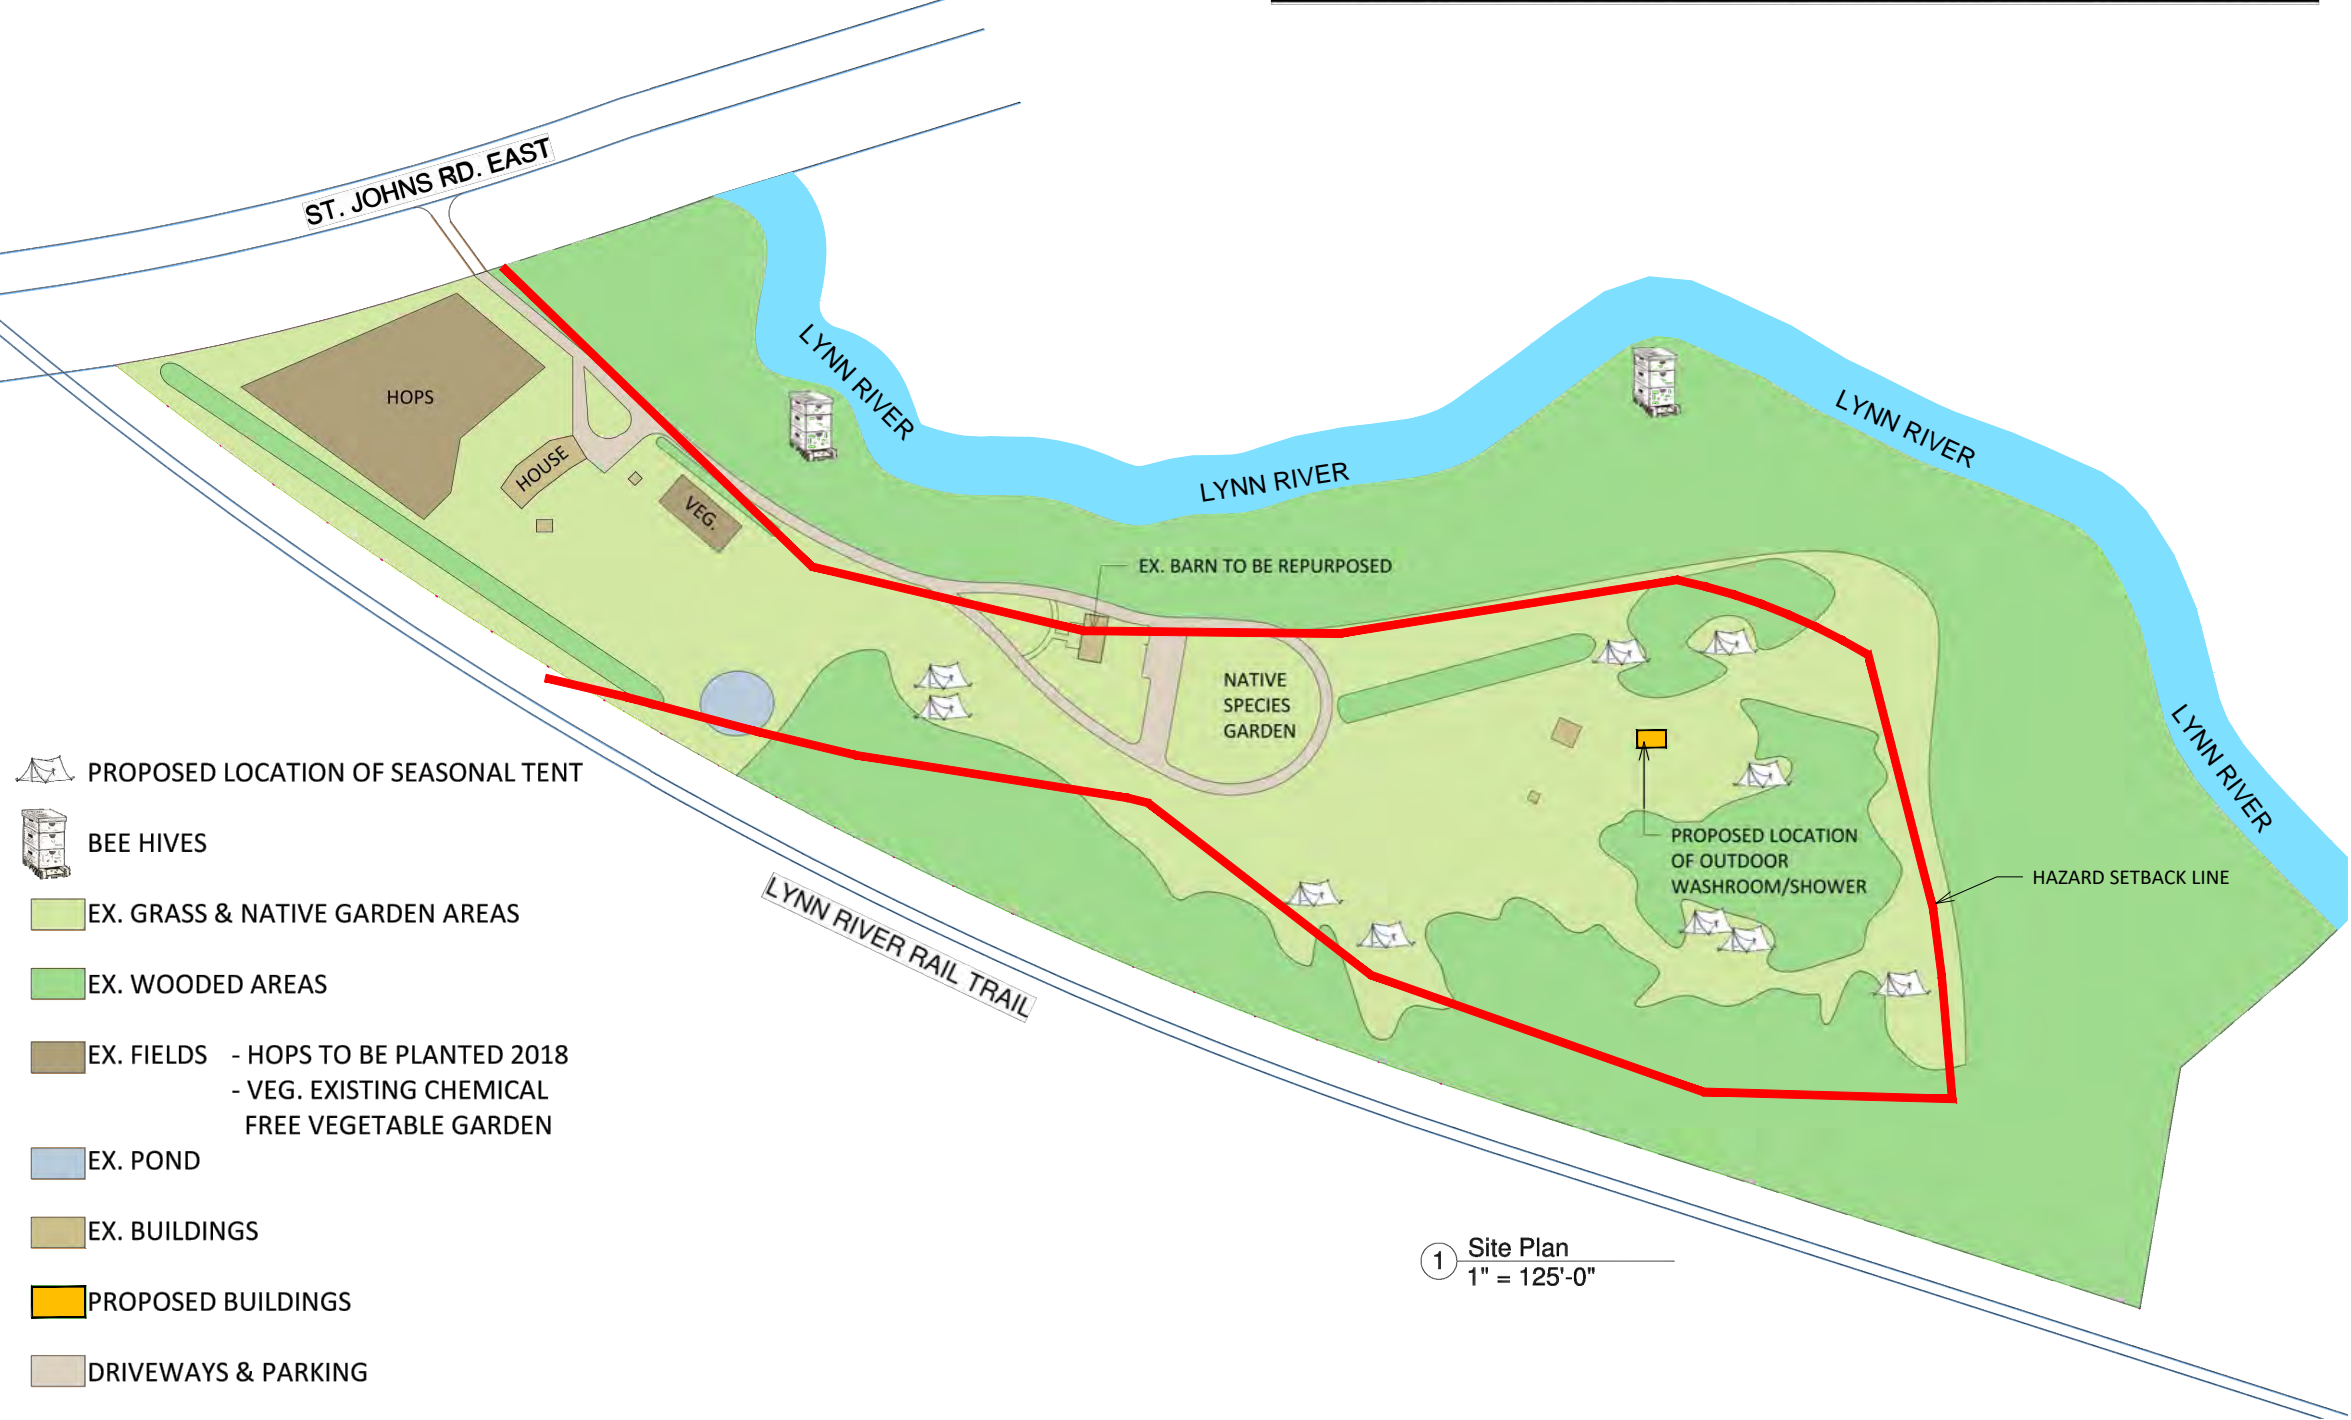 ST. JOHNS RD. EAST
HOPS
HOUSE
VEG.
LYNN RIVER
LYNN RIVER
LYNN RIVER
LYNN RIVER
EX. BARN TO BE REPURPOSED
NATIVE
SPECIES
GARDEN
PROPOSED LOCATION
OF OUTDOOR
WASHROOM/SHOWER
HAZARD SETBACK LINE
LYNN RIVER RAIL TRAIL
PROPOSED LOCATION OF SEASONAL TENT
BEE HIVES
EX. GRASS & NATIVE GARDEN AREAS
EX. WOODED AREAS
EX. FIELDS - HOPS TO BE PLANTED 2018
- VEG. EXISTING CHEMICAL
FREE VEGETABLE GARDEN
EX. POND
EX. BUILDINGS
PROPOSED BUILDINGS
DRIVEWAYS & PARKING
1 Site Plan
1" = 125'-0"